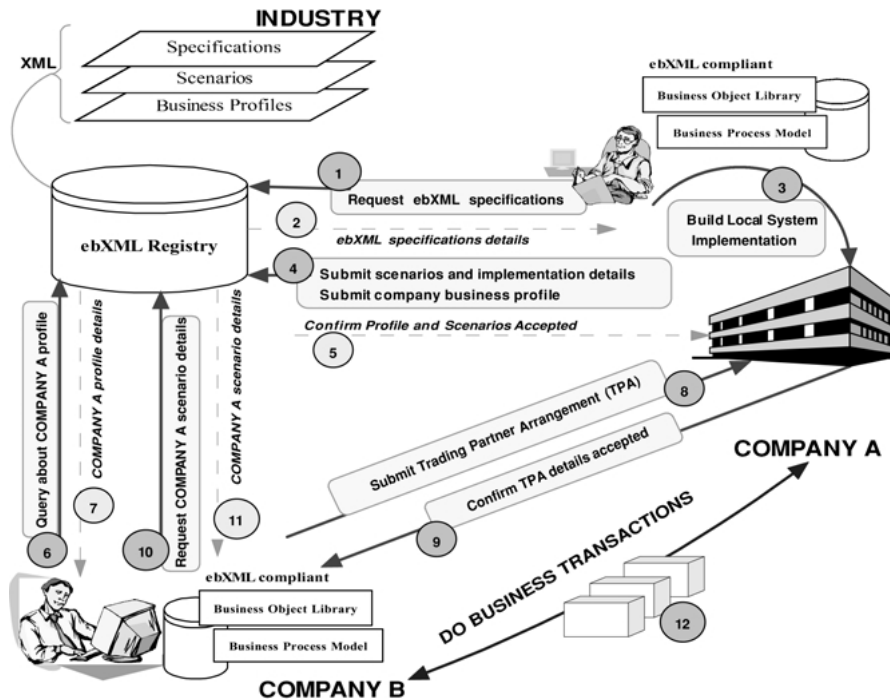 INDUSTRY
XML
Specifications
Scenarios
Business Profiles
ebXML compliant
Business Object Library
Business Process Model
1
Request ebXML specifications
2
ebXML specifications details
3
Build Local System
Implementation
ebXML Registry
4
Submit scenarios and implementation details
Submit company business profile
Confirm Profile and Scenarios Accepted
5
Query about COMPANY A profile
6
COMPANY A profile details
7
Request COMPANY A scenario details
10
COMPANY A scenario details
11
Submit Trading Partner Arrangement (TPA)
8
Confirm TPA details accepted
9
COMPANY A
DO BUSINESS TRANSACTIONS
12
ebXML compliant
Business Object Library
Business Process Model
COMPANY B